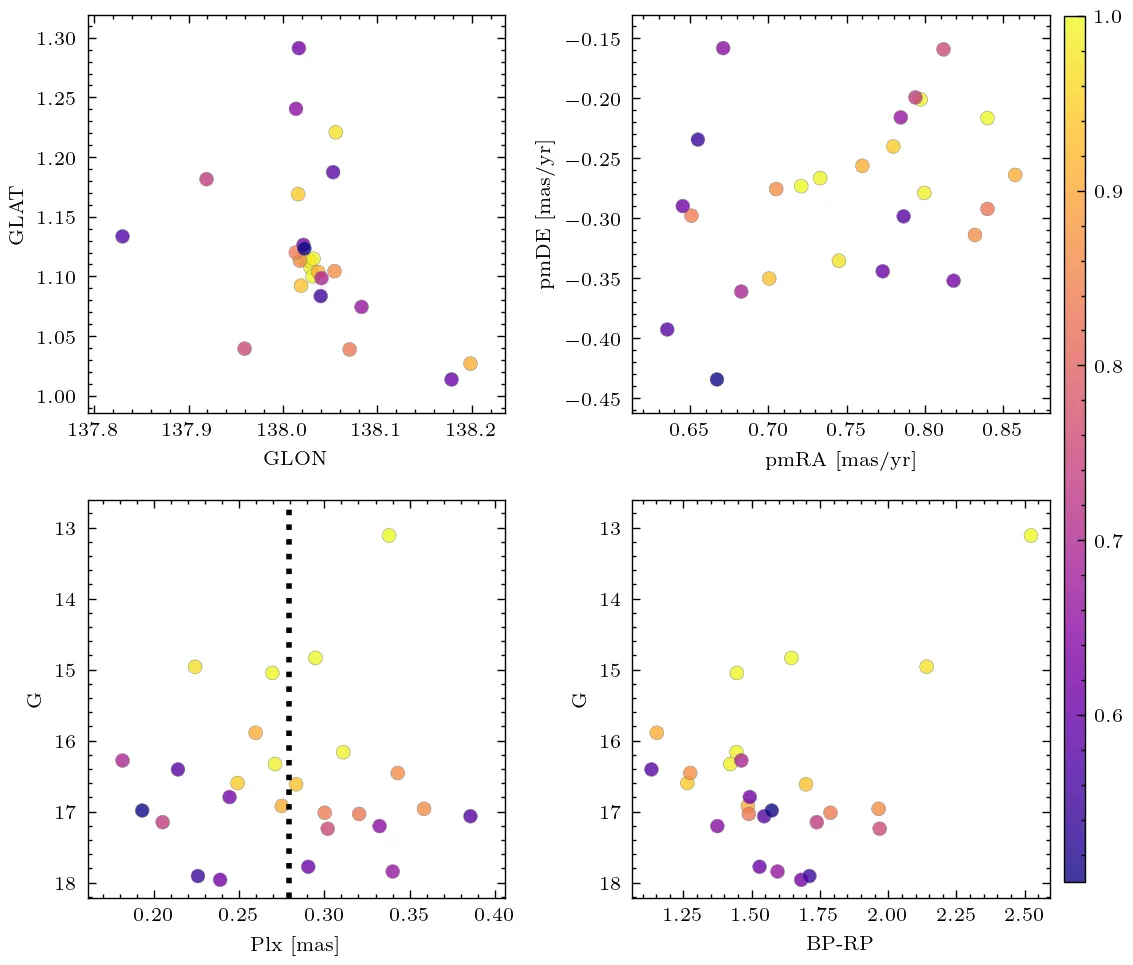 1.30
1.25
1.20
1.15
1.10
1.05
1.00
GLAT
137.8 137.9 138.0 138.1 138.2
GLON
−0.15
−0.20
−0.25
−0.30
−0.35
−0.40
−0.45
pmDE [mas/yr]
0.65 0.70 0.75 0.80 0.85
pmRA [mas/yr]
1.0
0.9
0.8
0.7
0.6
13
14
15
16
17
18
G
0.20 0.25 0.30 0.35 0.40
Plx [mas]
13
14
15
16
17
18
G
1.25 1.50 1.75 2.00 2.25 2.50
BP-RP